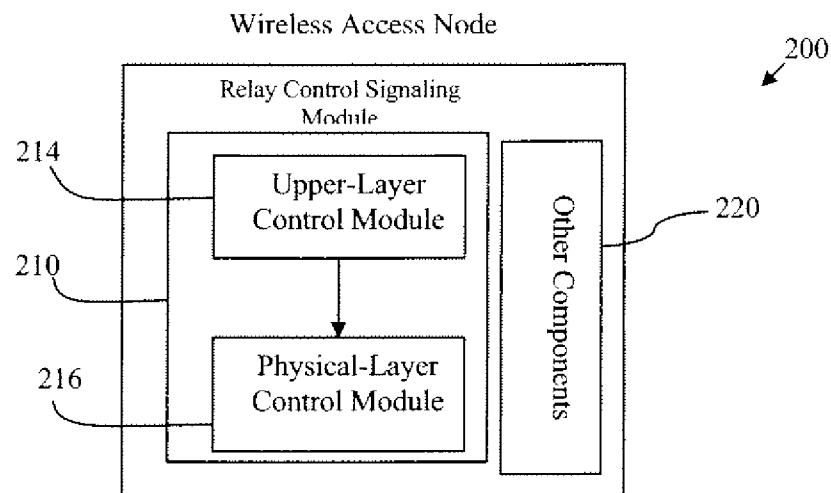 Wireless Access Node
200
Relay Control Signaling
Module
214
Upper-Layer
Control Module
Other Components
220
210
Physical-Layer
Control Module
216